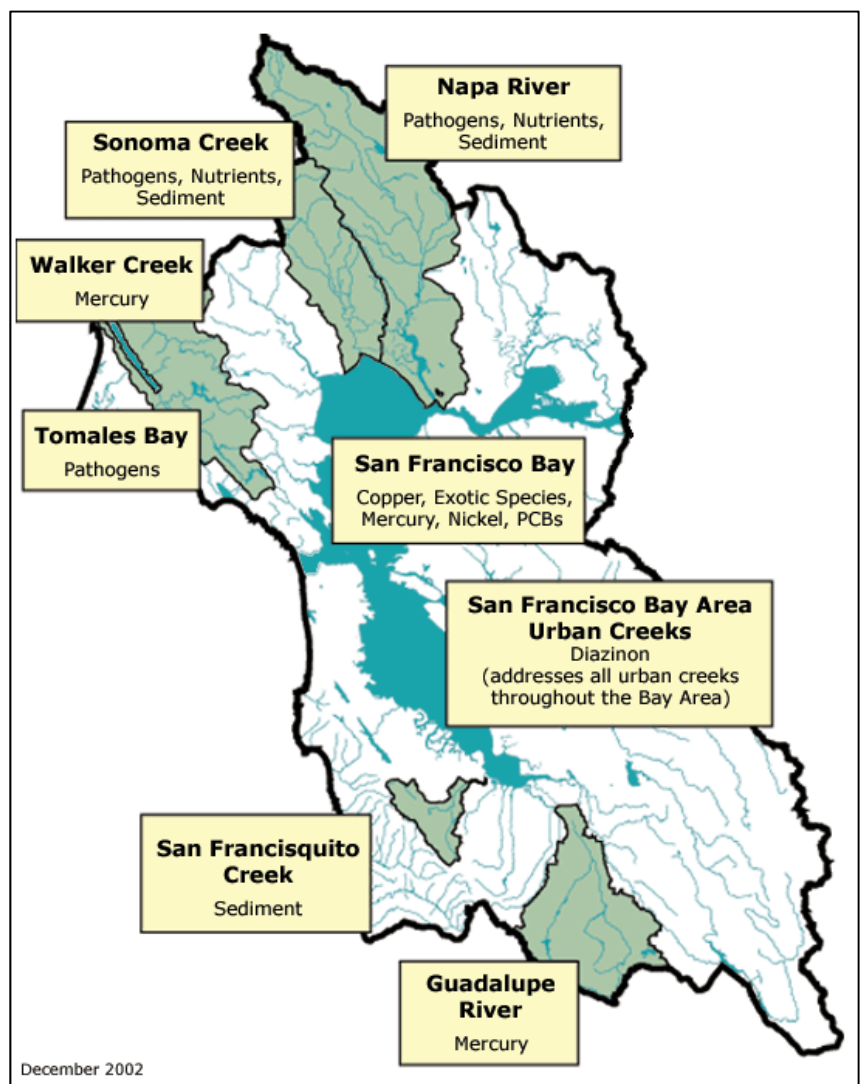 Napa River
Pathogens, Nutrients,
Sediment
Sonoma Creek
Pathogens, Nutrients,
Sediment
Walker Creek
Mercury
Tomales Bay
Pathogens
San Francisco Bay
Copper, Exotic Species,
Mercury, Nickel, PCBs
San Francisco Bay Area
Urban Creeks
Diazinon
(addresses all urban creeks
throughout the Bay Area)
San Francisquito
Creek
Sediment
Guadalupe
River
Mercury
December 2002